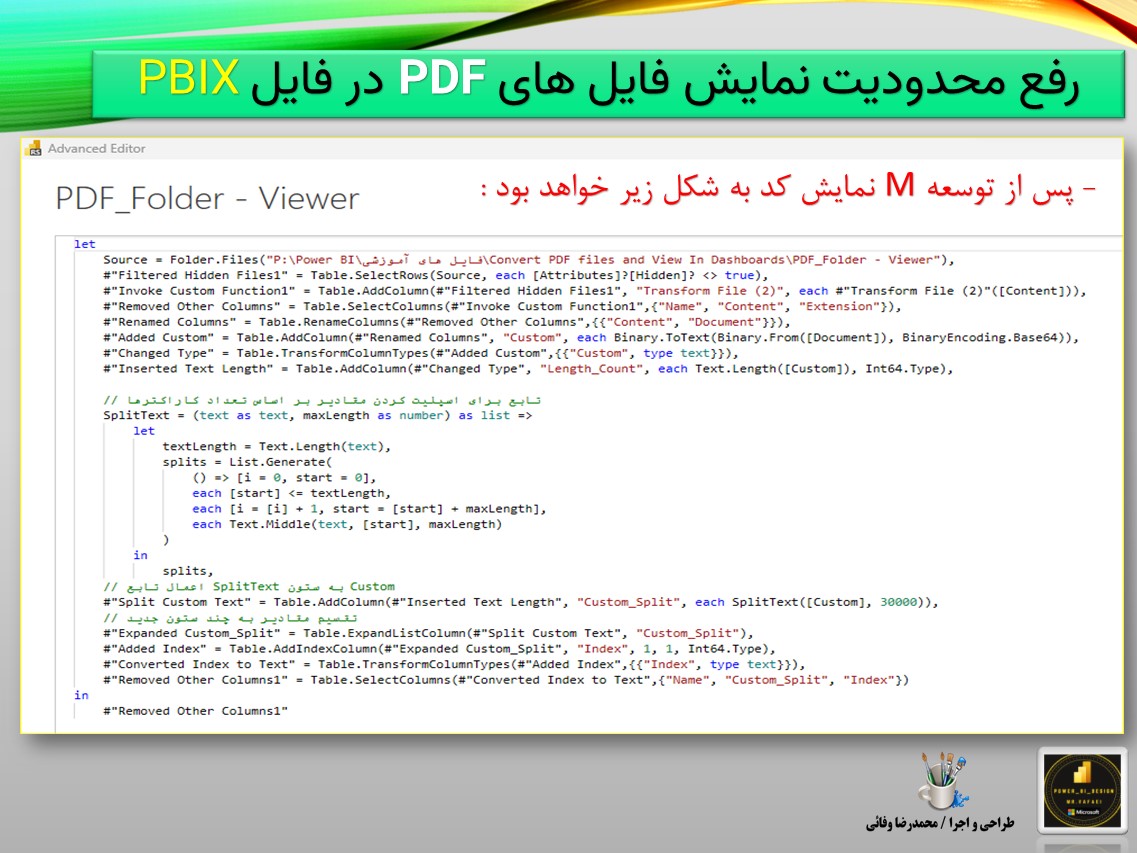 رفع محدودیت نمایش فایل های PDF در فایل PBIX
Advanced Editor
PDF_Folder - Viewer
- پس از توسعه M نمایش کد به شکل زیر خواهد بود :
let
Source = Folder.Files("P:\Power BI\فایل های آموزشی\Convert PDF files and View In Dashboards\PDF_Folder - Viewer"),
#"Filtered Hidden Files1" = Table.SelectRows(Source, each [Attributes]?[Hidden]? <> true),
#"Invoke Custom Function1" = Table.AddColumn(#"Filtered Hidden Files1", "Transform File (2)", each #"Transform File (2)"([Content])),
#"Removed Other Columns" = Table.SelectColumns(#"Invoke Custom Function1",{"Name", "Content", "Extension"}),
#"Renamed Columns" = Table.RenameColumns(#"Removed Other Columns",{{"Content", "Document"}}),
#"Added Custom" = Table.AddColumn(#"Renamed Columns", "Custom", each Binary.ToText(Binary.From([Document]), BinaryEncoding.Base64)),
#"Changed Type" = Table.TransformColumnTypes(#"Added Custom",{{"Custom", type text}}),
#"Inserted Text Length" = Table.AddColumn(#"Changed Type", "Length_Count", each Text.Length([Custom]), Int64.Type),
// تابع برای اسپلیت کردن مقادیر بر اساس تعداد کاراکترها
SplitText = (text as text, maxLength as number) as list =>
let
textLength = Text.Length(text),
splits = List.Generate(
() => [i = 0, start = 0],
each [start] <= textLength,
each [i = [i] + 1, start = [start] + maxLength],
each Text.Middle(text, [start], maxLength)
)
in
splits,
// اعمال تابع SplitText به ستون Custom
#"Split Custom Text" = Table.AddColumn(#"Inserted Text Length", "Custom_Split", each SplitText([Custom], 30000)),
// تقسیم مقادیر به چند ستون جدید
#"Expanded Custom_Split" = Table.ExpandListColumn(#"Split Custom Text", "Custom_Split"),
#"Added Index" = Table.AddIndexColumn(#"Expanded Custom_Split", "Index", 1, 1, Int64.Type),
#"Converted Index to Text" = Table.TransformColumnTypes(#"Added Index",{{"Index", type text}}),
#"Removed Other Columns1" = Table.SelectColumns(#"Converted Index to Text",{"Name", "Custom_Split", "Index"})
in
#"Removed Other Columns1"
طراحی و اجرا / محمدرضا وفائی
POWER_BI_DESIGN
MR.VAFAEI
Microsoft